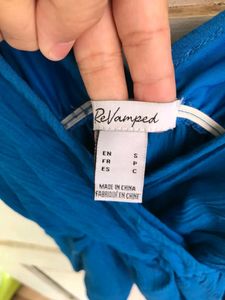 ReVamped
EN S
FR P
ES C
MADE IN CHINA
FABRIQUÉ EN CHINE